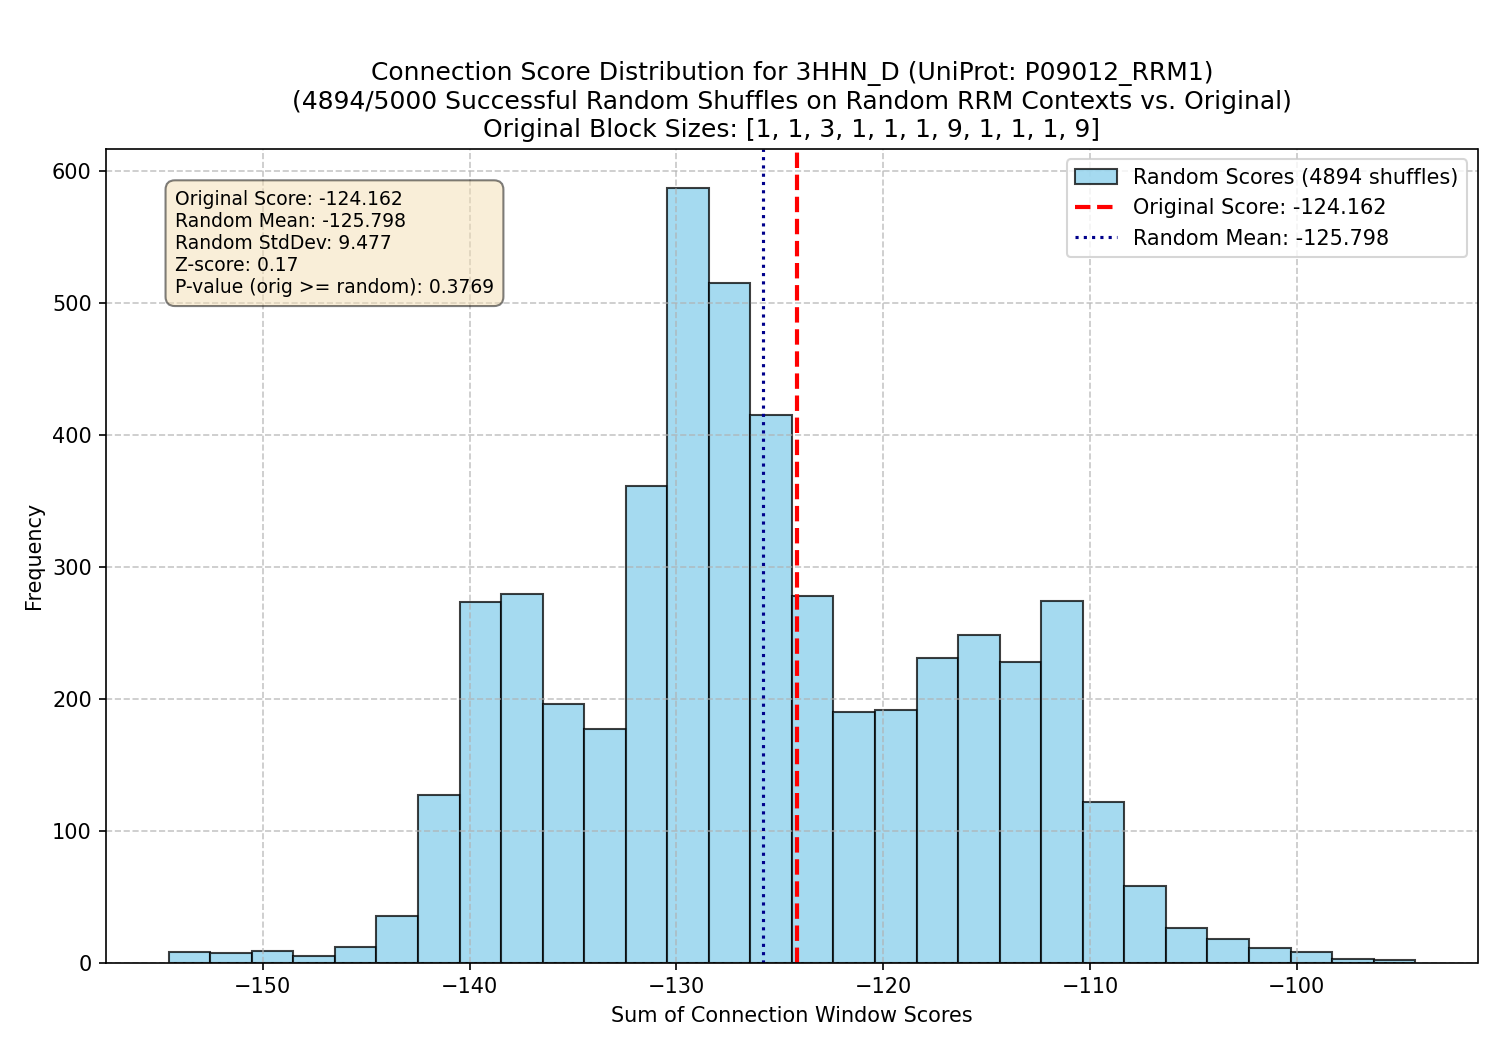 Connection Score Distribution for 3HHN_D (UniProt: P09012_RRM1)
(4894/5000 Successful Random Shuffles on Random RRM Contexts vs. Original)
Original Block Sizes: [1, 1, 3, 1, 1, 1, 9, 1, 1, 1, 9]
Original Score: -124.162
Random Mean: -125.798
Random StdDev: 9.477
Z-score: 0.17
P-value (orig >= random): 0.3769
Random Scores (4894 shuffles)
Original Score: -124.162
Random Mean: -125.798
Frequency
600
500
400
300
200
100
0
−150
−140
−130
−120
−110
−100
Sum of Connection Window Scores